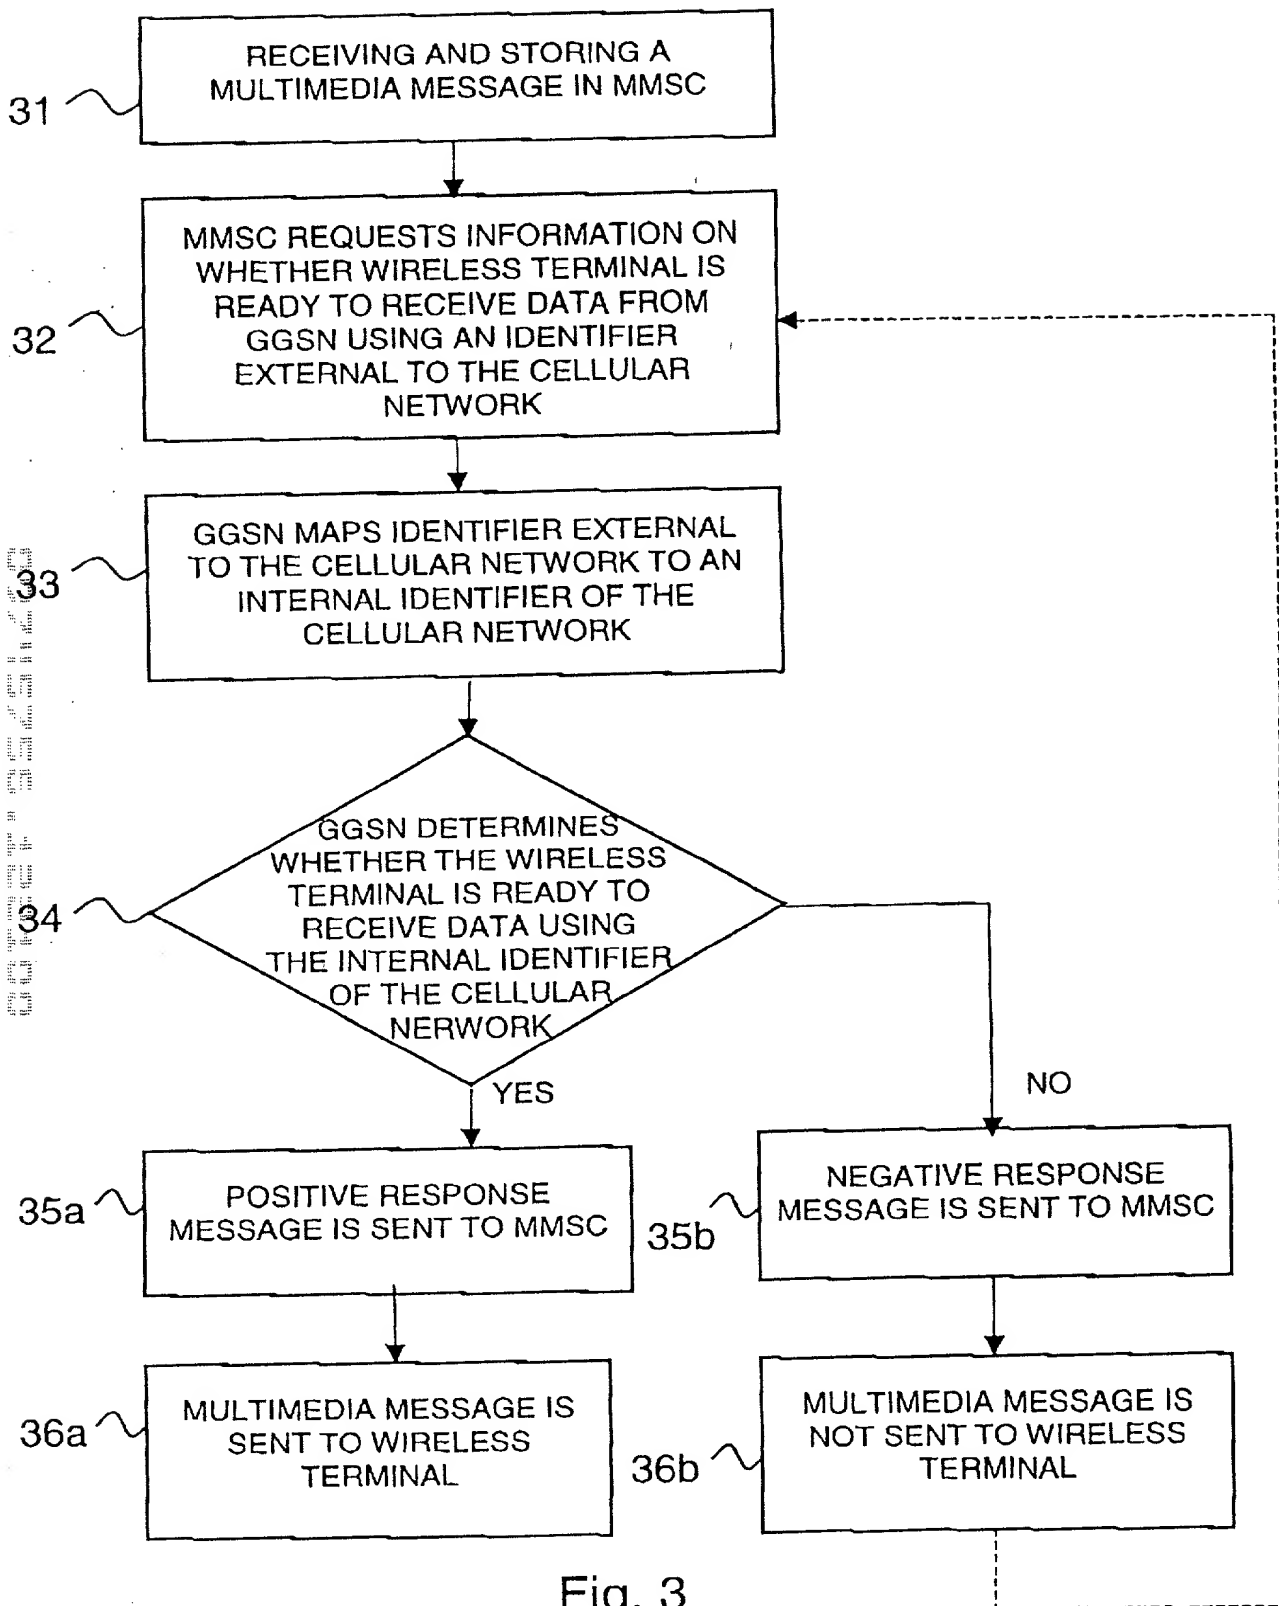 RECEIVING AND STORING A
MULTIMEDIA MESSAGE IN MMSC
31
MMSC REQUESTS INFORMATION ON
WHETHER WIRELESS TERMINAL IS
READY TO RECEIVE DATA FROM
GGSN USING AN IDENTIFIER
EXTERNAL TO THE CELLULAR
NETWORK
32
GGSN MAPS IDENTIFIER EXTERNAL
TO THE CELLULAR NETWORK TO AN
INTERNAL IDENTIFIER OF THE
CELLULAR NETWORK
33
GGSN DETERMINES
WHETHER THE WIRELESS
TERMINAL IS READY TO
RECEIVE DATA USING
THE INTERNAL IDENTIFIER
OF THE CELLULAR
NERWORK
34
YES
NO
POSITIVE RESPONSE
MESSAGE IS SENT TO MMSC
35a
NEGATIVE RESPONSE
MESSAGE IS SENT TO MMSC
35b
MULTIMEDIA MESSAGE IS
SENT TO WIRELESS
TERMINAL
36a
MULTIMEDIA MESSAGE IS
NOT SENT TO WIRELESS
TERMINAL
36b
Fig. 3